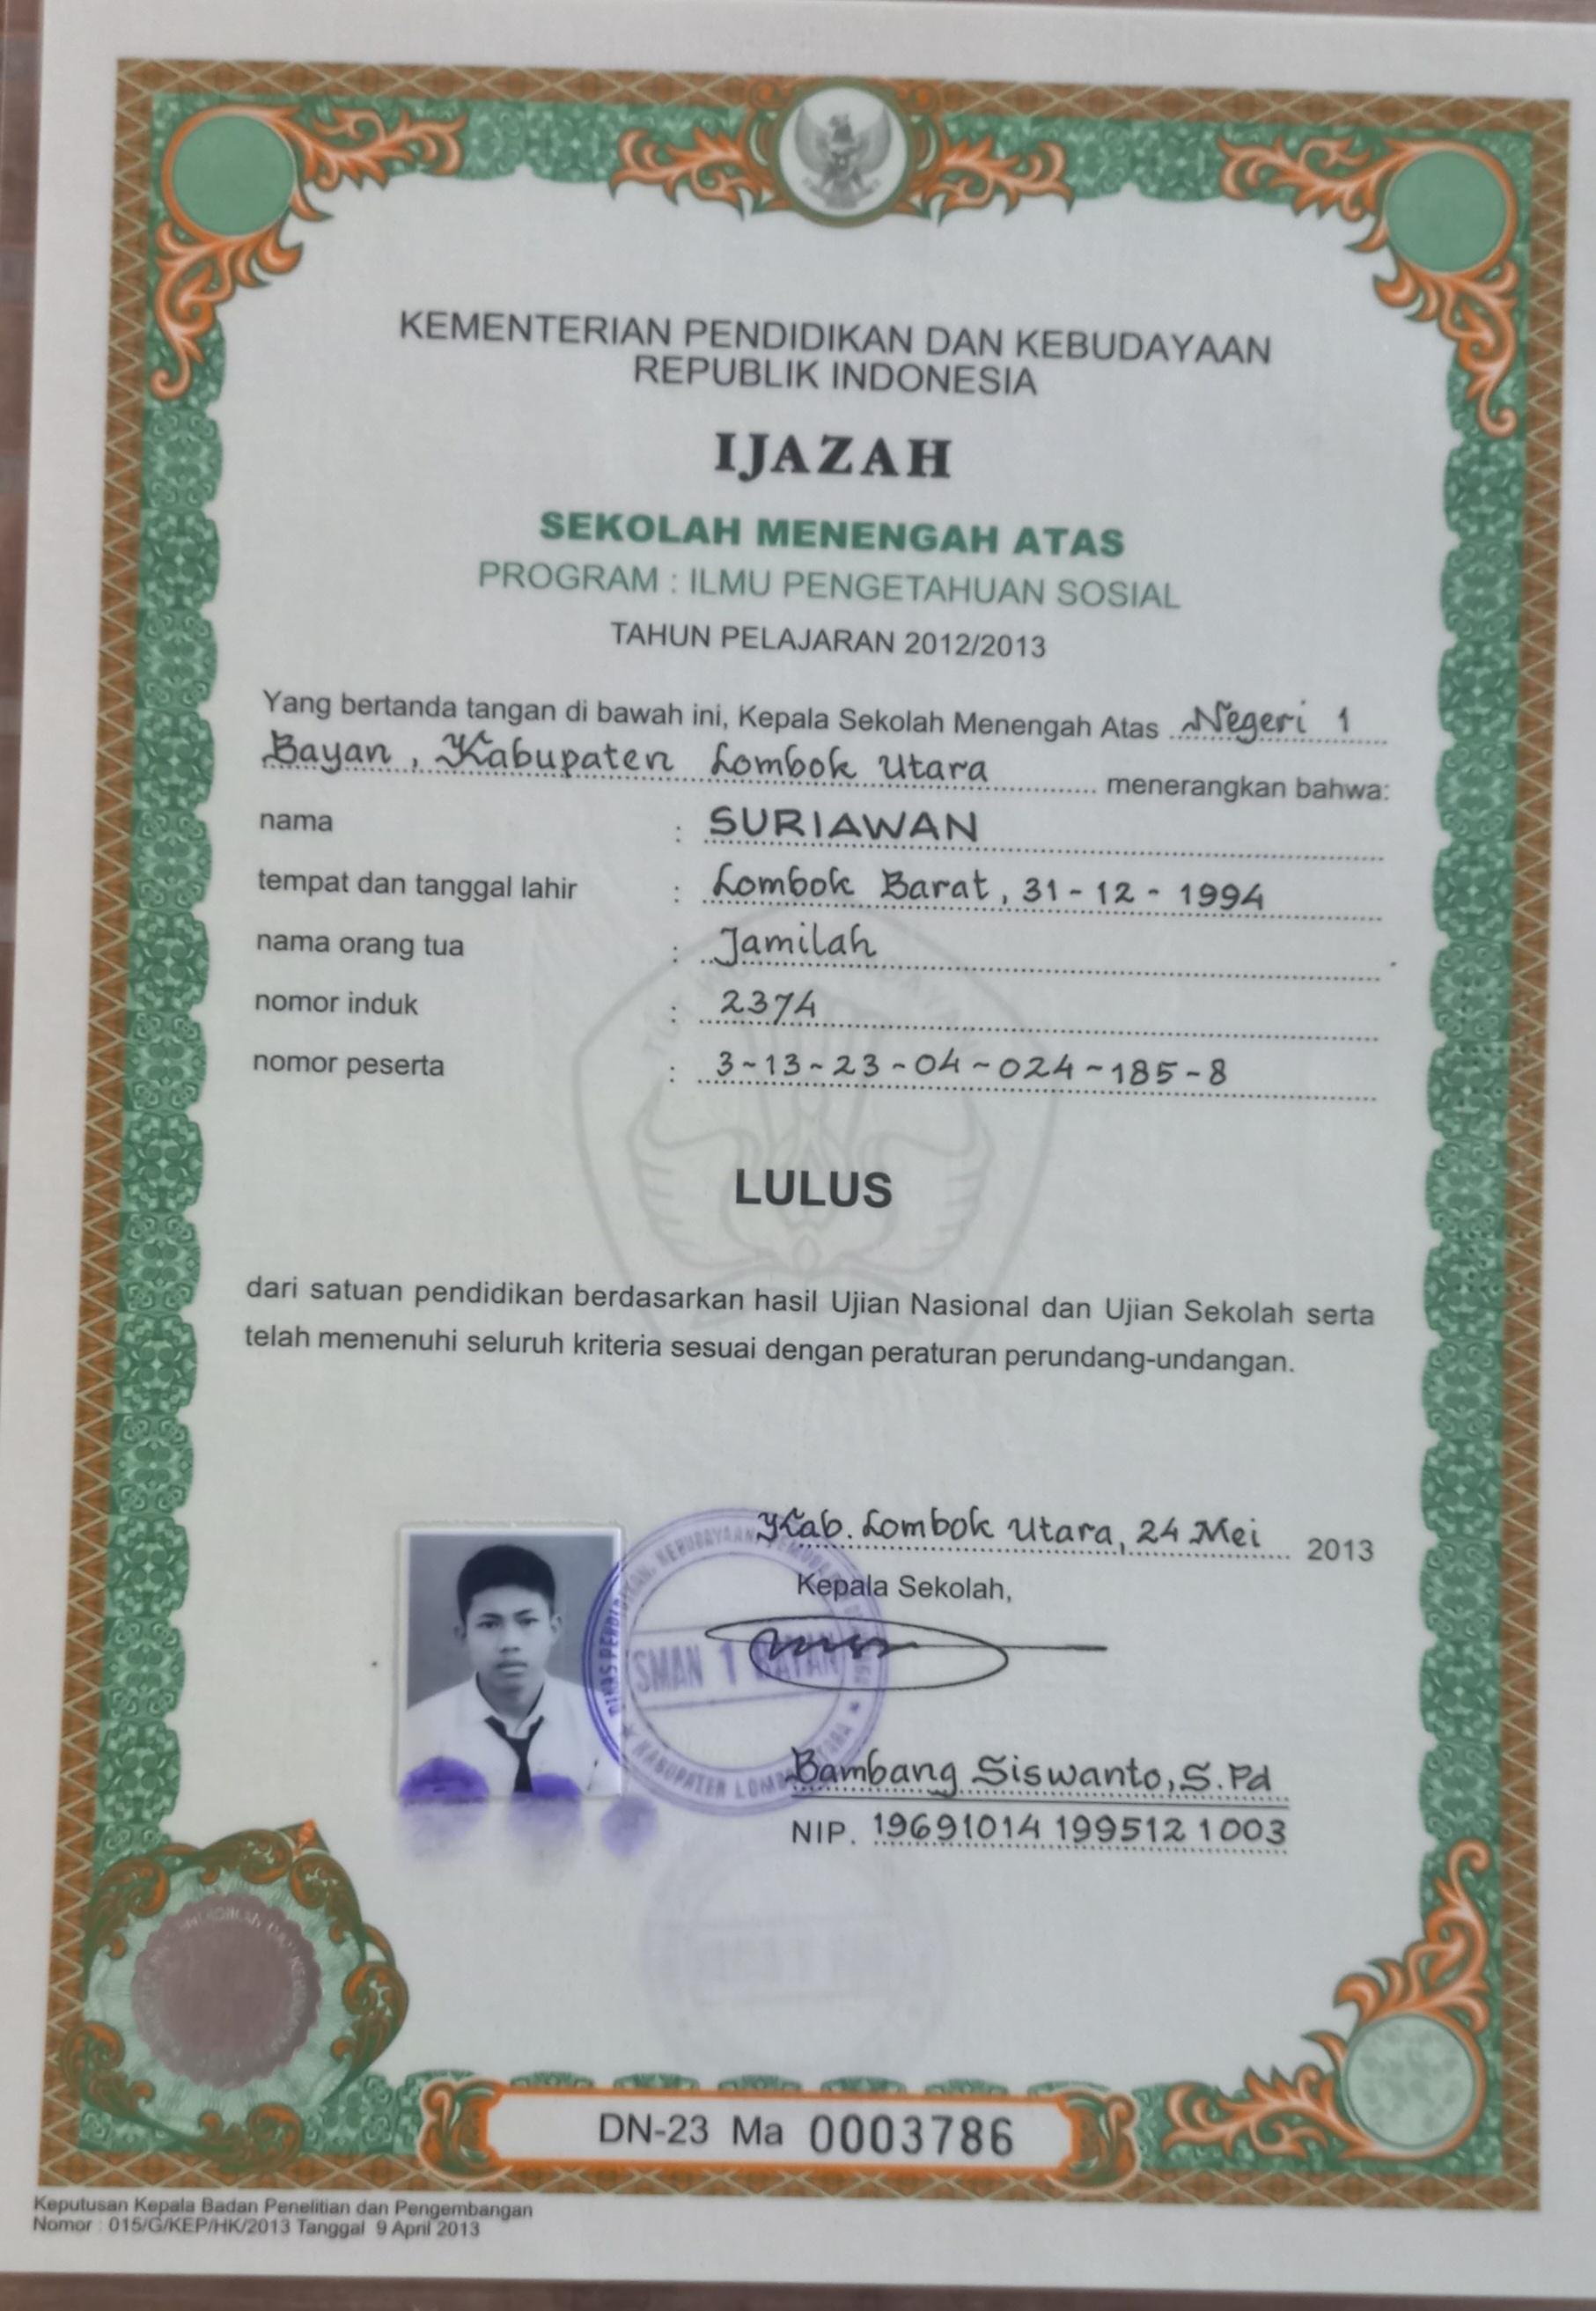 KEMENTERIAN PENDIDIKAN DAN KEBUDAYAAN
REPUBLIK INDONESIA
IJAZAH
SEKOLAH MENENGAH ATAS
PROGRAM : ILMU PENGETAHUAN SOSIAL
TAHUN PELAJARAN 2012/2013
Yang bertanda tangan di bawah ini, Kepala Sekolah Menengah Atas Negeri 1
Bayan, Kabupaten Lombok Utara menerangkan bahwa:
nama : SURIAWAN
tempat dan tanggal lahir : Lombok Barat, 31-12-1994
nama orang tua : Jamilah
nomor induk : 2374
nomor peserta : 3-13-23-04-024-185-8
LULUS
dari satuan pendidikan berdasarkan hasil Ujian Nasional dan Ujian Sekolah serta
telah memenuhi seluruh kriteria sesuai dengan peraturan perundang-undangan.
Kab. Lombok Utara, 24 Mei 2013
Kepala Sekolah,
SMAN 1 BAYAN
Bambang Siswanto, S.Pd
NIP. 19691014 199512 1 003
DN-23 Ma 0003786
Keputusan Kepala Badan Penelitian dan Pengembangan
Nomor : 015/G/KEP/HK/2013 Tanggal 9 April 2013